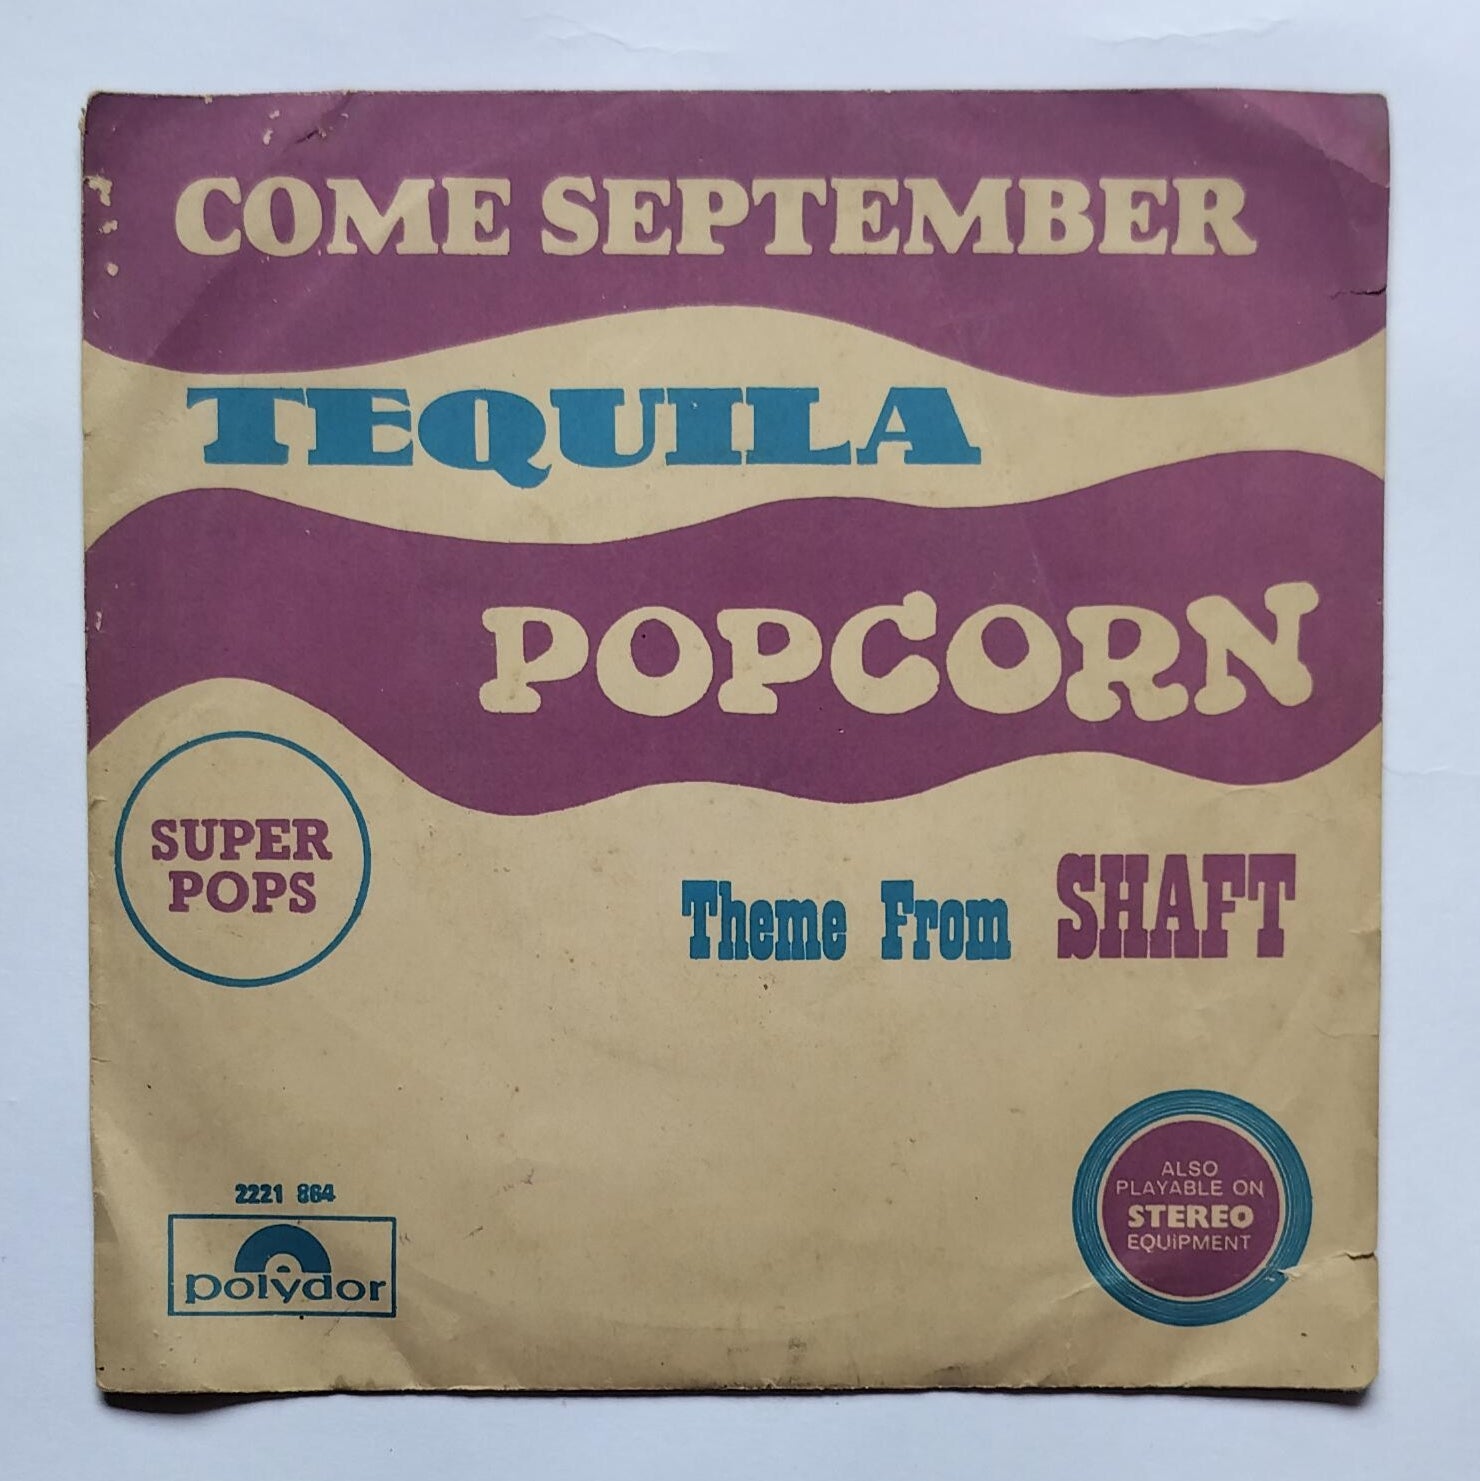 COME SEPTEMBER
TEQUILA
POPCORN
SUPER
POPS
Theme From SHAFT
ALSO
PLAYABLE ON
STEREO
EQUIPMENT
2221 864
polydor